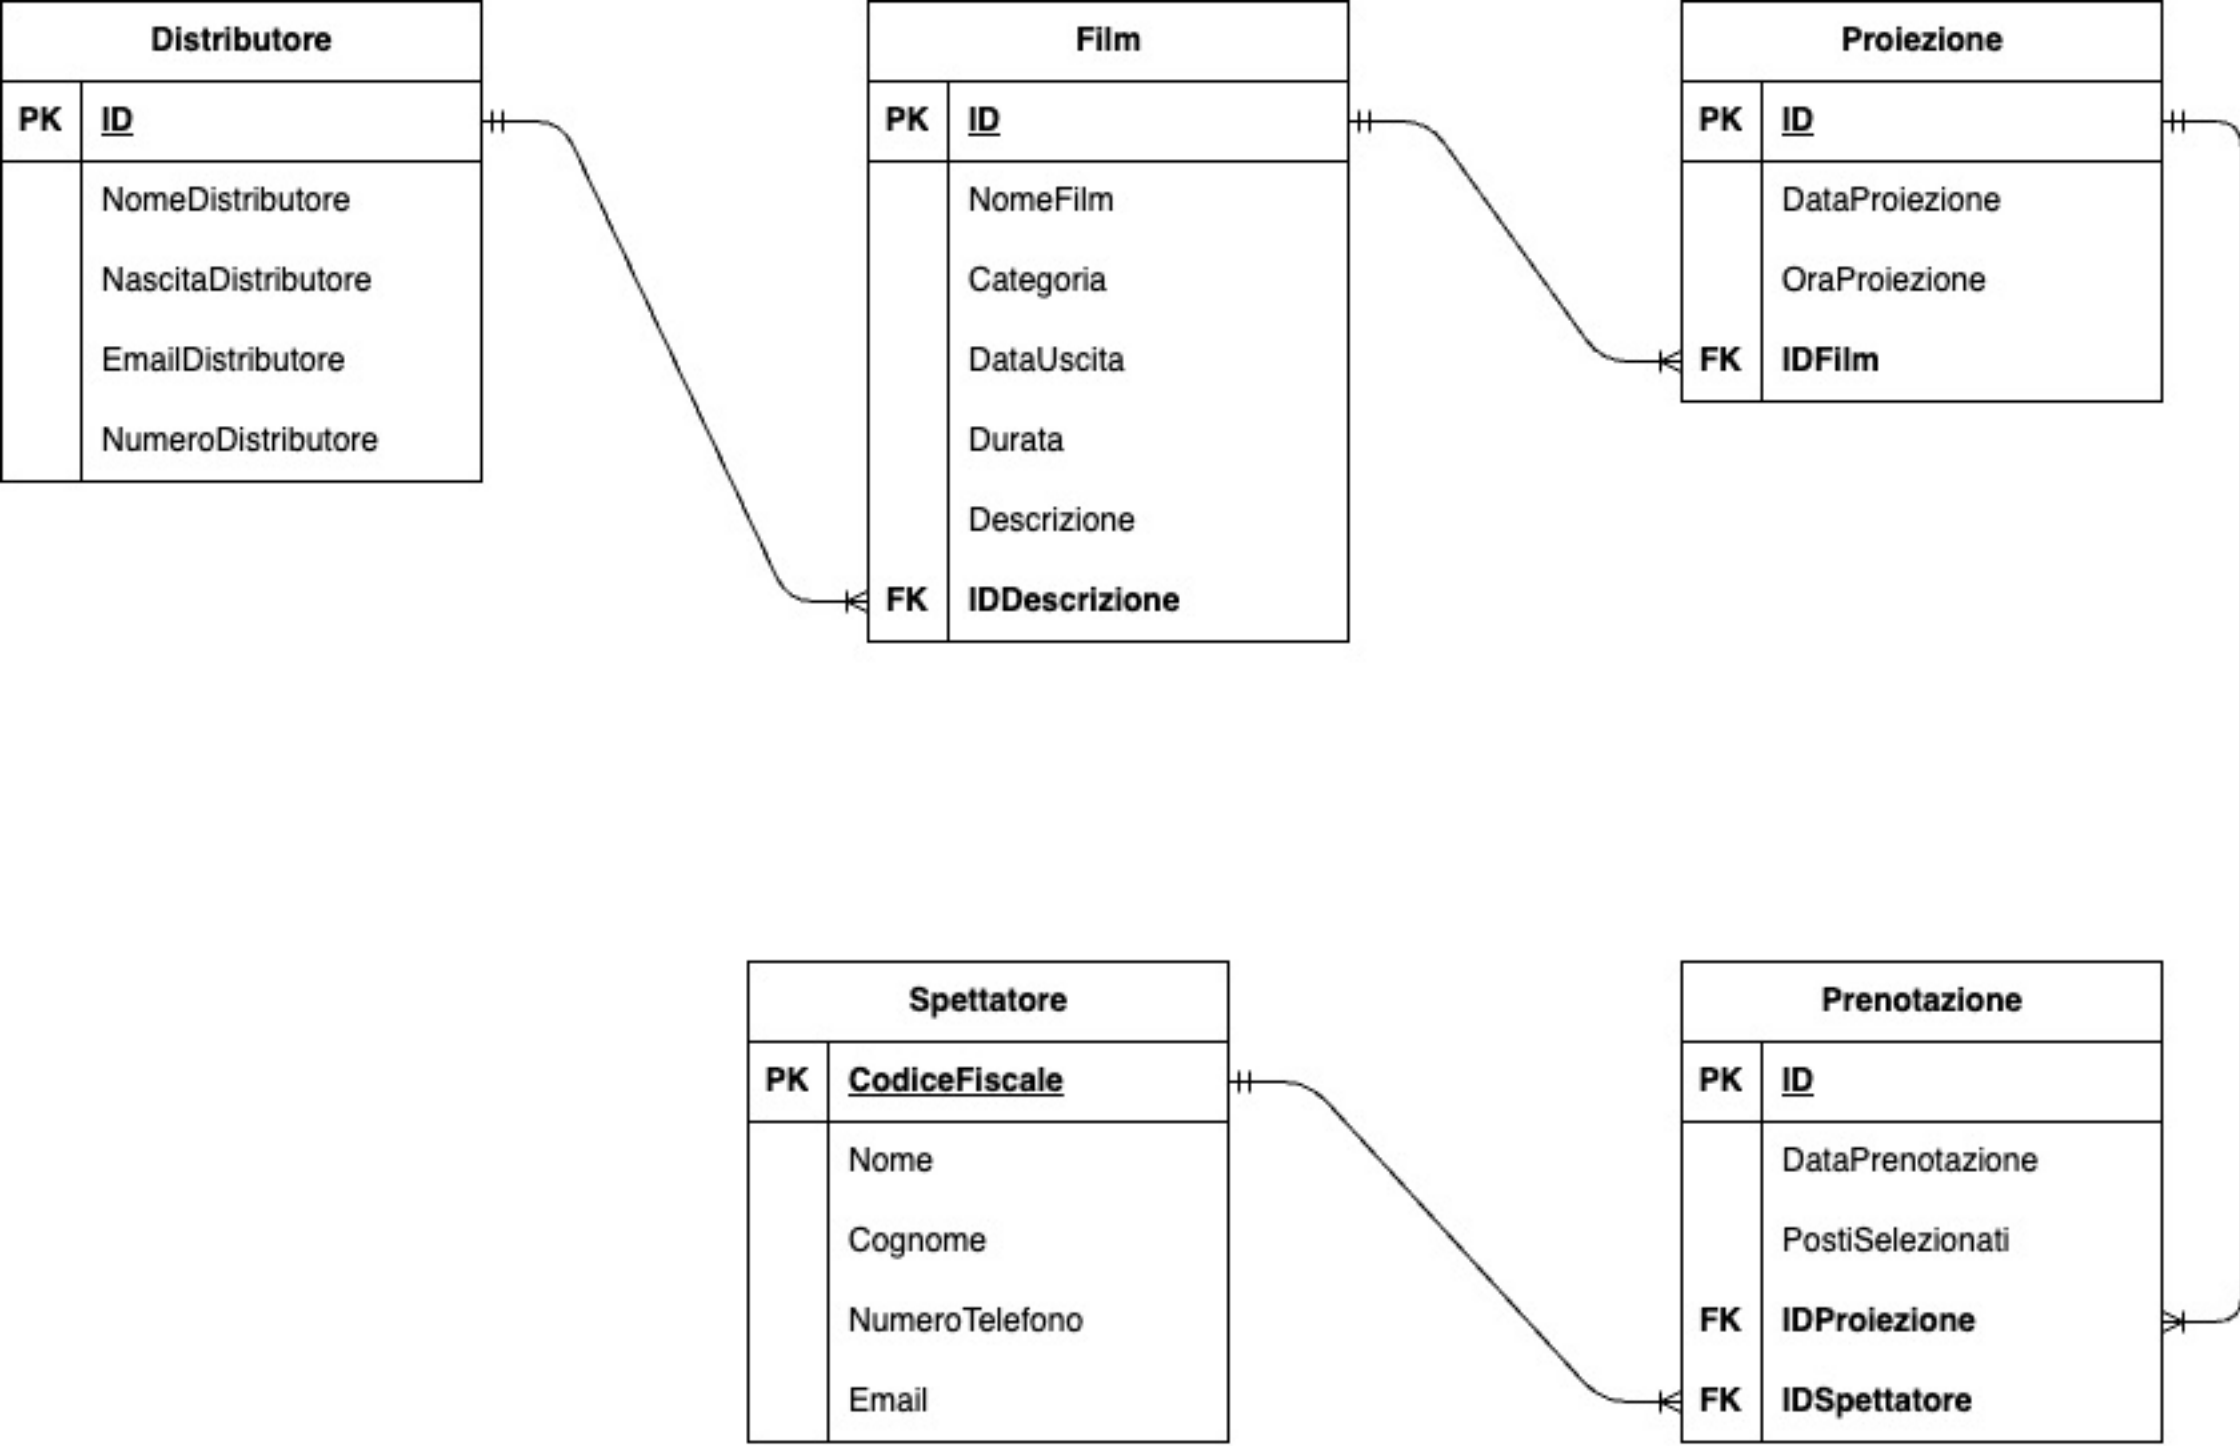 Distributore
PK ID
NomeDistributore
NascitaDistributore
EmailDistributore
NumeroDistributore
Film
PK ID
NomeFilm
Categoria
DataUscita
Durata
Descrizione
FK IDDescrizione
Proiezione
PK ID
DataProiezione
OraProiezione
FK IDFilm
Spettatore
PK CodiceFiscale
Nome
Cognome
NumeroTelefono
Email
Prenotazione
PK ID
DataPrenotazione
PostiSelezionati
FK IDProiezione
FK IDSpettatore